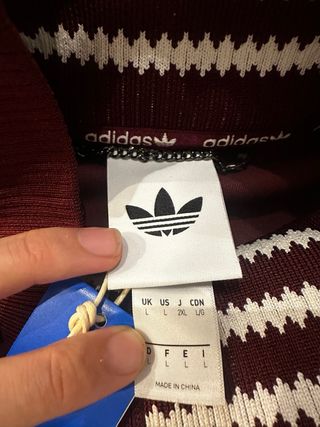 adidas adidas
UK US J CDN
L L 2XL L/G
D F E I
L L L L
MADE IN CHINA